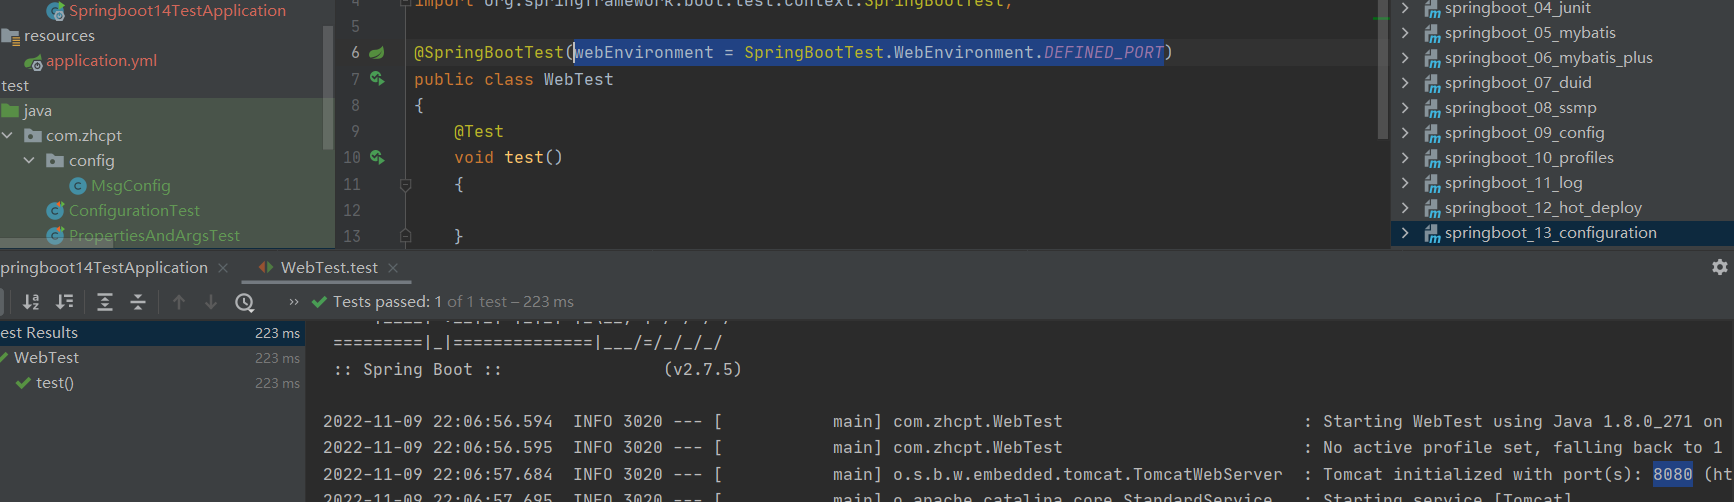 Springboot14TestApplication
resources
application.yml
test
java
com.zhcpt
config
MsgConfig
ConfigurationTest
PropertiesAndArgsTest
4 import org.springframework.boot.test.context.SpringBootTest;
5
6 @SpringBootTest(webEnvironment = SpringBootTest.WebEnvironment.DEFINED_PORT)
7 public class WebTest
8 {
9 @Test
10 void test()
11 {
12
13 }
springboot_04_junit
springboot_05_mybatis
springboot_06_mybatis_plus
springboot_07_duid
springboot_08_ssmp
springboot_09_config
springboot_10_profiles
springboot_11_log
springboot_12_hot_deploy
springboot_13_configuration
pringboot14TestApplication × WebTest.test ×
» Tests passed: 1 of 1 test – 223 ms
est Results 223 ms
WebTest 223 ms
test() 223 ms
=========|_|==============|___/=/_/_/_/
:: Spring Boot :: (v2.7.5)
2022-11-09 22:06:56.594 INFO 3020 --- [ main] com.zhcpt.WebTest : Starting WebTest using Java 1.8.0_271 on
2022-11-09 22:06:56.595 INFO 3020 --- [ main] com.zhcpt.WebTest : No active profile set, falling back to 1
2022-11-09 22:06:57.684 INFO 3020 --- [ main] o.s.b.w.embedded.tomcat.TomcatWebServer : Tomcat initialized with port(s): 8080 (ht
2022-11-09 22:06:57.695 INFO 3020 --- [ main] o.apache.catalina.core.StandardService : Starting service [Tomcat]